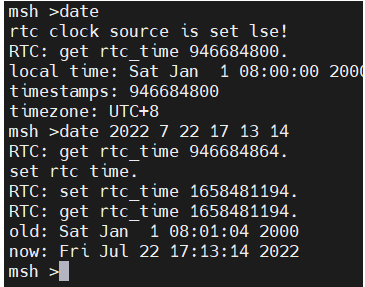 msh >date
rtc clock source is set lse!
RTC: get rtc_time 946684800.
local time: Sat Jan  1 08:00:00 2000
timestamps: 946684800
timezone: UTC+8
msh >date 2022 7 22 17 13 14
RTC: get rtc_time 946684864.
set rtc time.
RTC: set rtc_time 1658481194.
RTC: get rtc_time 1658481194.
old: Sat Jan  1 08:01:04 2000
now: Fri Jul 22 17:13:14 2022
msh >